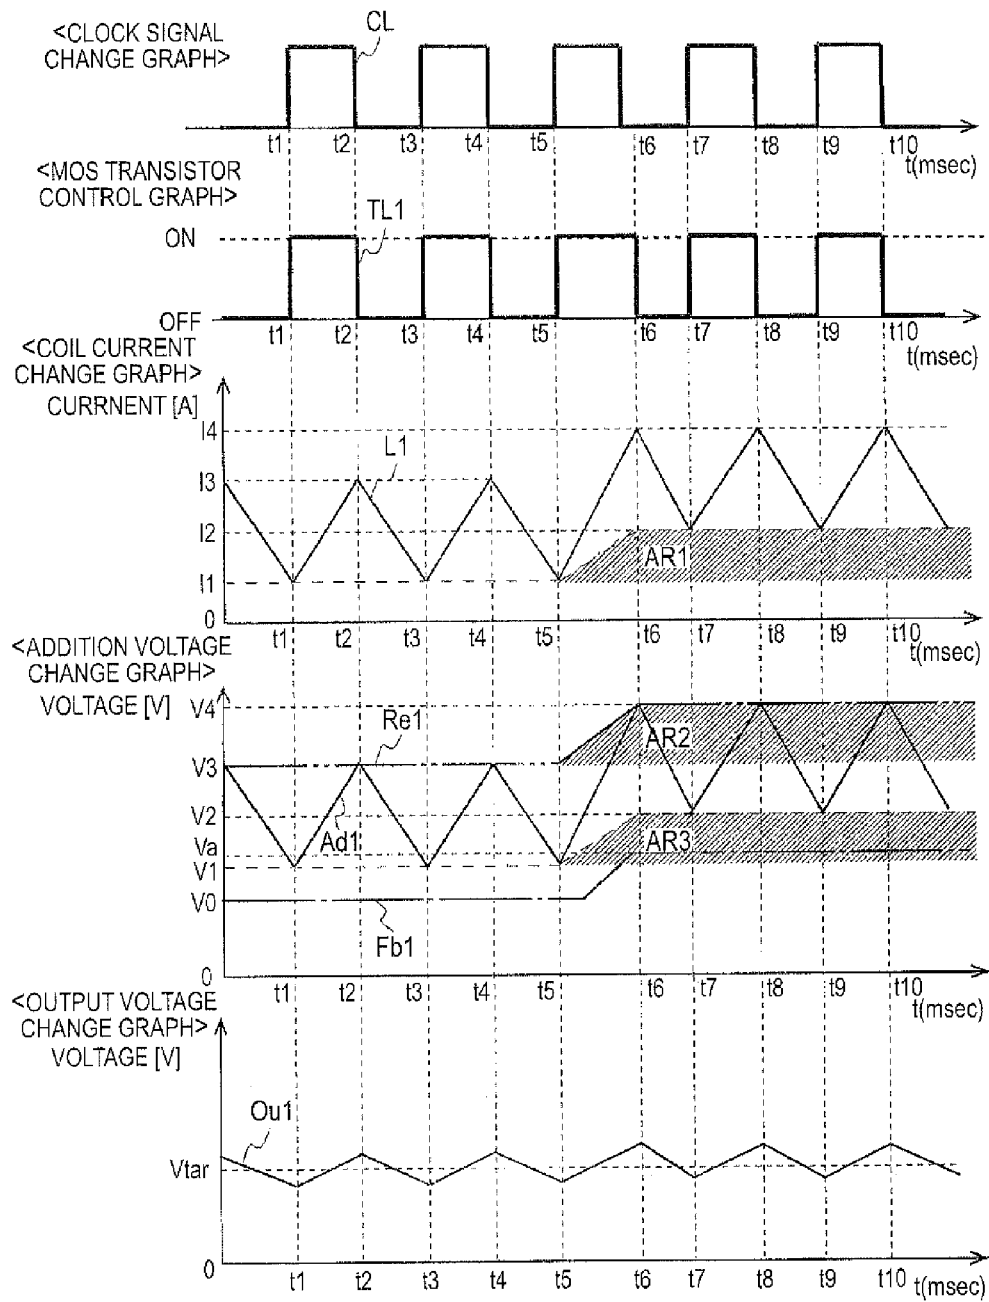 <CLOCK SIGNAL
CHANGE GRAPH>
CL
t1 t2 t3 t4 t5 t6 t7 t8 t9 t10
t(msec)
<MOS TRANSISTOR
CONTROL GRAPH>
TL1
ON
OFF
t1 t2 t3 t4 t5 t6 t7 t8 t9 t10
t(msec)
<COIL CURRENT
CHANGE GRAPH>
CURRNENT [A]
I4
L1
I3
I2
AR1
I1
0
t1 t2 t3 t4 t5 t6 t7 t8 t9 t10
t(msec)
<ADDITION VOLTAGE
CHANGE GRAPH>
VOLTAGE [V]
V4
Re1
AR2
V3
V2
Ad1
AR3
Va
V1
V0
Fb1
0
t1 t2 t3 t4 t5 t6 t7 t8 t9 t10
t(msec)
<OUTPUT VOLTAGE
CHANGE GRAPH>
VOLTAGE [V]
Ou1
Vtar
0
t1 t2 t3 t4 t5 t6 t7 t8 t9 t10
t(msec)